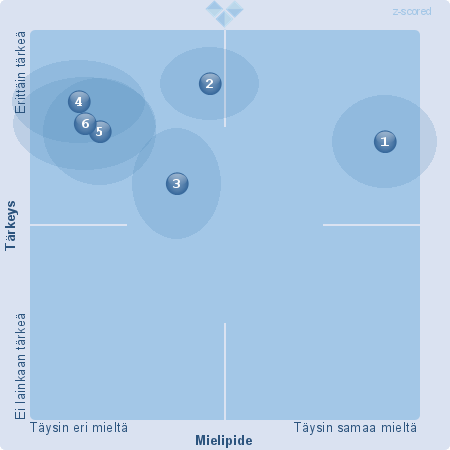 z-scored
Erittäin tärkeä
Tärkeys
Ei lainkaan tärkeä
4
6
5
2
3
1
Täysin eri mieltä
Täysin samaa mieltä
Mielipide